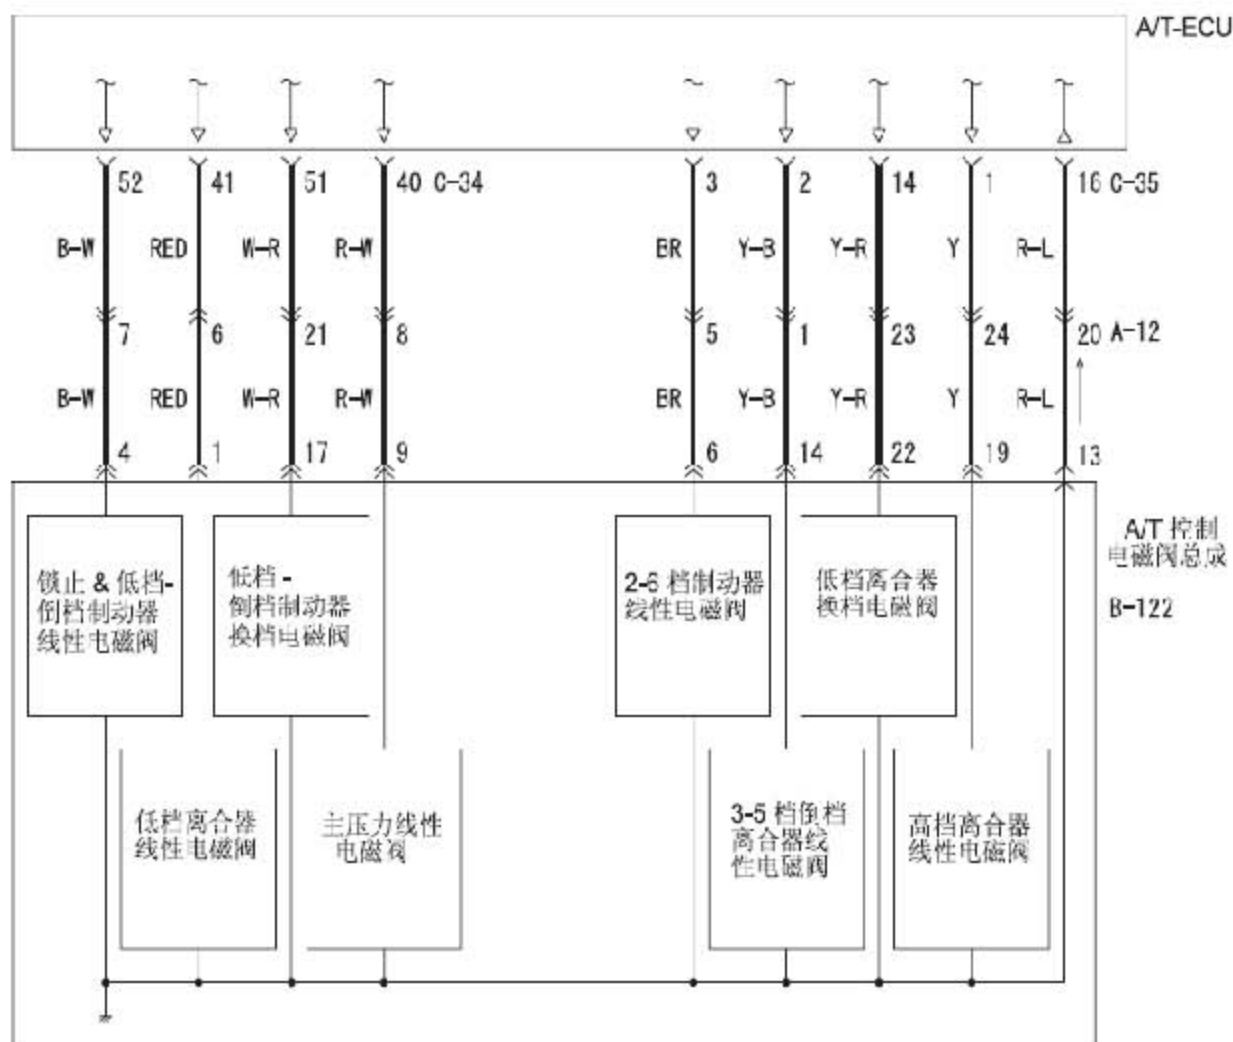 A/T-ECU
52 41 51 40 C-34 3 2 14 1 16 C-35
B-W RED W-R R-W BR Y-B Y-R Y R-L
7 6 21 8 5 1 23 24 20 A-12
B-W RED W-R R-W BR Y-B Y-R Y R-L
4 1 17 9 6 14 22 19 13
A/T 控制
电磁阀总成
B-122
锁止 & 低档-
倒档制动器
线性电磁阀
低档 -
倒档制动器
换档电磁阀
2-6 档制动器
线性电磁阀
低档离合器
换档电磁阀
低档离合器
线性电磁阀
主压力线性
电磁阀
3-5 档倒档
离合器线
性电磁阀
高档离合器
线性电磁阀